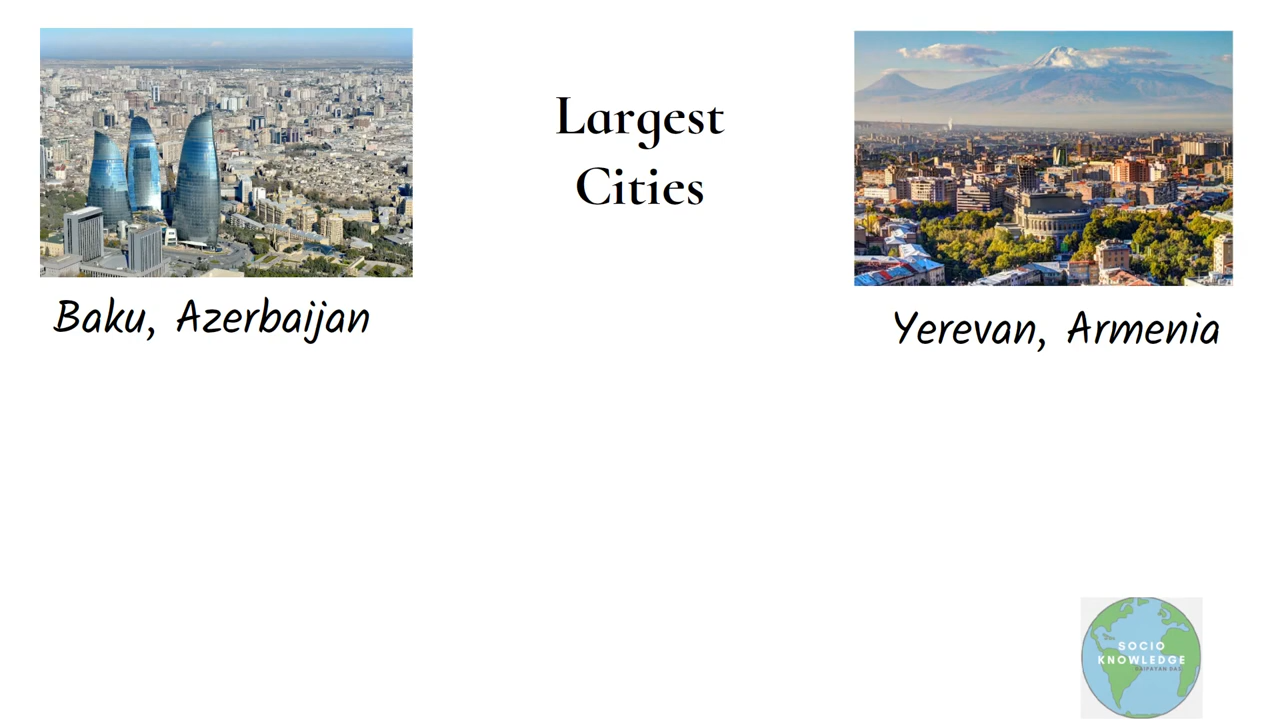 Largest
Cities
Baku, Azerbaijan
Yerevan, Armenia
SOCIO
KNOWLEDGE